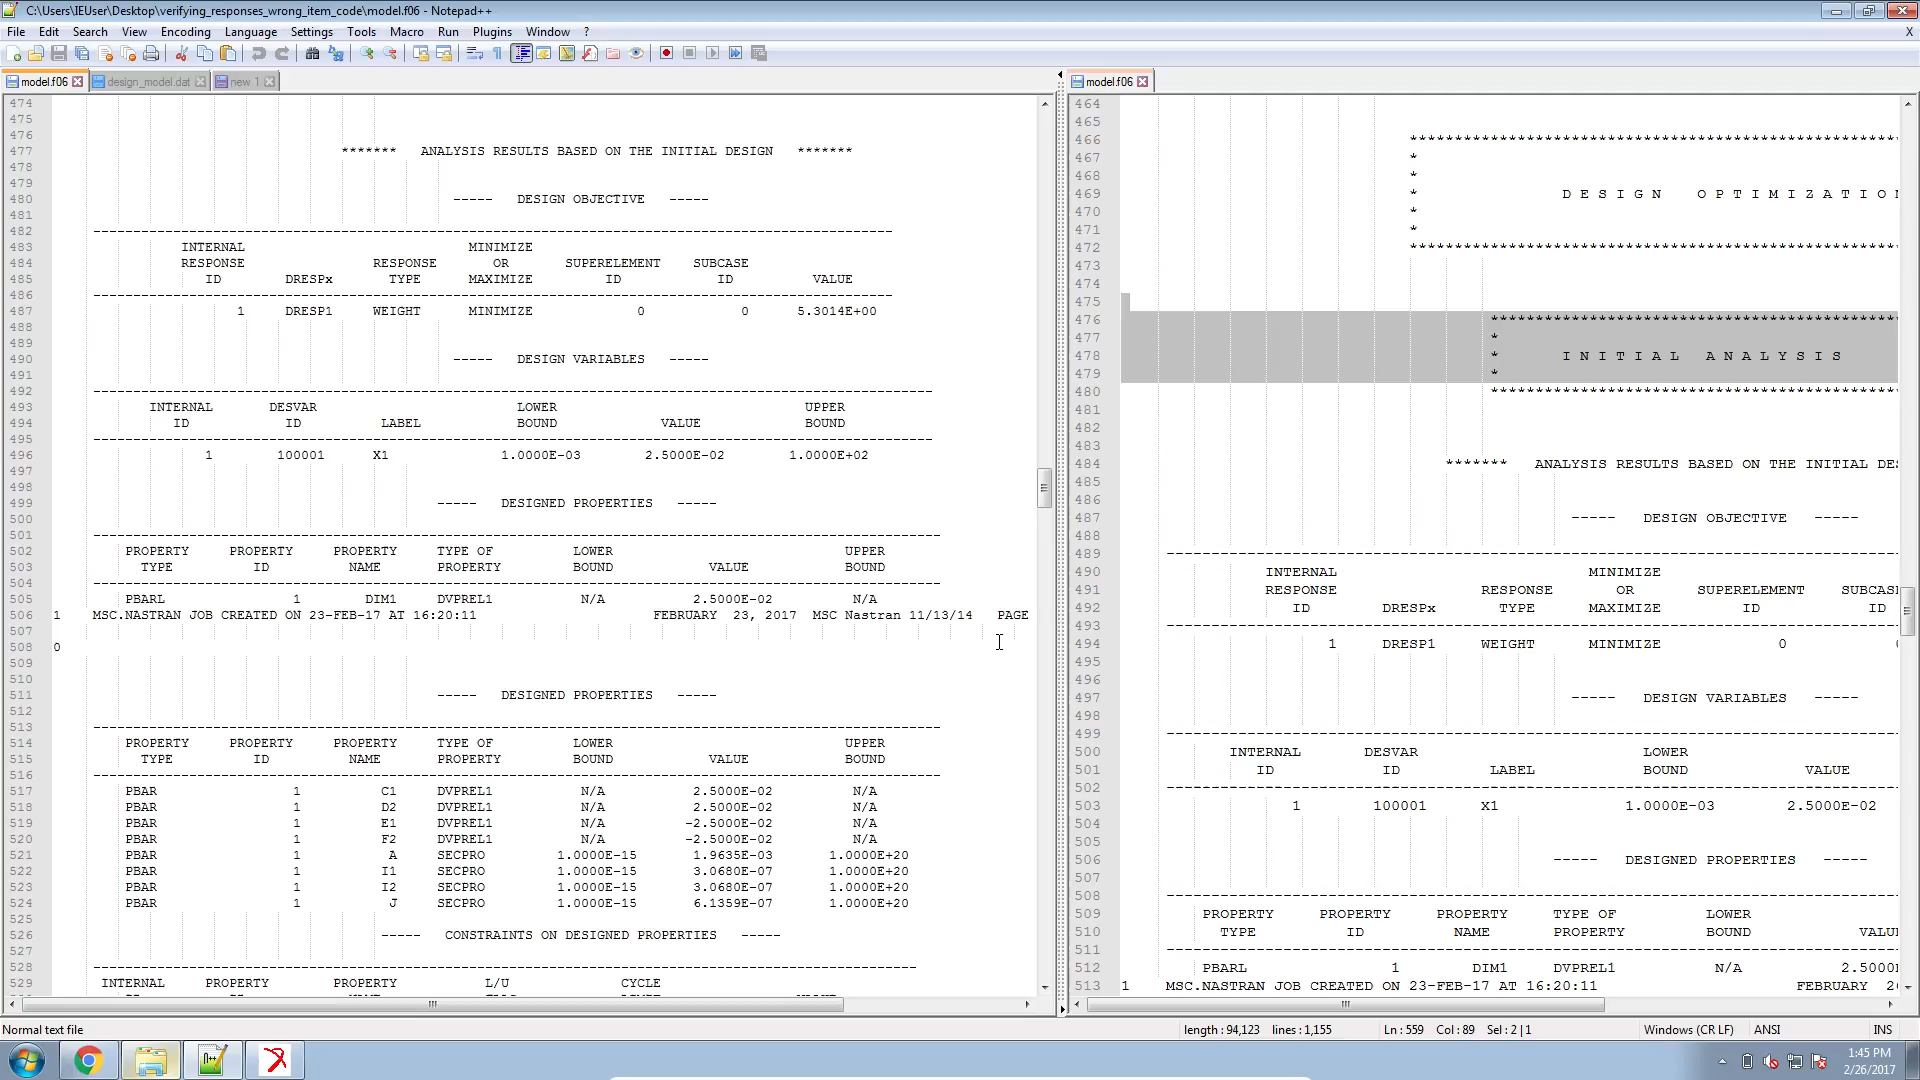 C:\Users\IEUser\Desktop\verifying_responses_wrong_item_code\model.f06 - Notepad++
File Edit Search View Encoding Language Settings Tools Macro Run Plugins Window ? X
model.f06 design_model.dat new 1
474
475
476
477 ******* ANALYSIS RESULTS BASED ON THE INITIAL DESIGN *******
478
479
480 ----- DESIGN OBJECTIVE -----
481
482 ----------------------------------------------------------------------------------------------------
483 INTERNAL MINIMIZE
484 RESPONSE RESPONSE OR SUPERELEMENT SUBCASE
485 ID DRESPx TYPE MAXIMIZE ID ID VALUE
486 ----------------------------------------------------------------------------------------------------
487 1 DRESP1 WEIGHT MINIMIZE 0 0 5.3014E+00
488
489
490 ----- DESIGN VARIABLES -----
491
492 ---------------------------------------------------------------------------------------------------------
493 INTERNAL DESVAR LOWER UPPER
494 ID ID LABEL BOUND VALUE BOUND
495 ---------------------------------------------------------------------------------------------------------
496 1 100001 X1 1.0000E-03 2.5000E-02 1.0000E+02
497
498
499 ----- DESIGNED PROPERTIES -----
500
501 ----------------------------------------------------------------------------------------------------------
502 PROPERTY PROPERTY PROPERTY TYPE OF LOWER UPPER
503 TYPE ID NAME PROPERTY BOUND VALUE BOUND
504 ----------------------------------------------------------------------------------------------------------
505 PBARL 1 DIM1 DVPREL1 N/A 2.5000E-02 N/A
506 1 MSC.NASTRAN JOB CREATED ON 23-FEB-17 AT 16:20:11 FEBRUARY 23, 2017 MSC Nastran 11/13/14 PAGE
507
508 0
509
510
511 ----- DESIGNED PROPERTIES -----
512
513 ----------------------------------------------------------------------------------------------------------
514 PROPERTY PROPERTY PROPERTY TYPE OF LOWER UPPER
515 TYPE ID NAME PROPERTY BOUND VALUE BOUND
516 ----------------------------------------------------------------------------------------------------------
517 PBAR 1 C1 DVPREL1 N/A 2.5000E-02 N/A
518 PBAR 1 D2 DVPREL1 N/A 2.5000E-02 N/A
519 PBAR 1 E1 DVPREL1 N/A -2.5000E-02 N/A
520 PBAR 1 F2 DVPREL1 N/A -2.5000E-02 N/A
521 PBAR 1 A SECPRO 1.0000E-15 1.9635E-03 1.0000E+20
522 PBAR 1 I1 SECPRO 1.0000E-15 3.0680E-07 1.0000E+20
523 PBAR 1 I2 SECPRO 1.0000E-15 3.0680E-07 1.0000E+20
524 PBAR 1 J SECPRO 1.0000E-15 6.1359E-07 1.0000E+20
525
526 ----- CONSTRAINTS ON DESIGNED PROPERTIES -----
527
528 -------------------------------------------------------------------------------------------------------
529 INTERNAL PROPERTY PROPERTY L/U CYCLE
model.f06
464
465
466 *******************************************************
467 *
468 *
469 * D E S I G N O P T I M I Z A T I O N
470 *
471 *
472 *******************************************************
473
474
475
476 **********************************************
477 *
478 * I N I T I A L A N A L Y S I S
479 *
480 **********************************************
481
482
483
484 ******* ANALYSIS RESULTS BASED ON THE INITIAL DES
485
486
487 ----- DESIGN OBJECTIVE -----
488
489 ---------------------------------------------------------------------------------
490 INTERNAL MINIMIZE
491 RESPONSE RESPONSE OR SUPERELEMENT SUBCAS
492 ID DRESPx TYPE MAXIMIZE ID ID
493 ---------------------------------------------------------------------------------
494 1 DRESP1 WEIGHT MINIMIZE 0
495
496
497 ----- DESIGN VARIABLES -----
498
499 ---------------------------------------------------------------------------------
500 INTERNAL DESVAR LOWER
501 ID ID LABEL BOUND VALUE
502 ---------------------------------------------------------------------------------
503 1 100001 X1 1.0000E-03 2.5000E-02
504
505
506 ----- DESIGNED PROPERTIES -----
507
508 ---------------------------------------------------------------------------------
509 PROPERTY PROPERTY PROPERTY TYPE OF LOWER
510 TYPE ID NAME PROPERTY BOUND VALU
511 ---------------------------------------------------------------------------------
512 PBARL 1 DIM1 DVPREL1 N/A 2.5000
513 1 MSC.NASTRAN JOB CREATED ON 23-FEB-17 AT 16:20:11 FEBRUARY 2
Normal text file length : 94,123 lines : 1,155 Ln : 559 Col : 89 Sel : 2 | 1 Windows (CR LF) ANSI INS
1:45 PM
2/26/2017